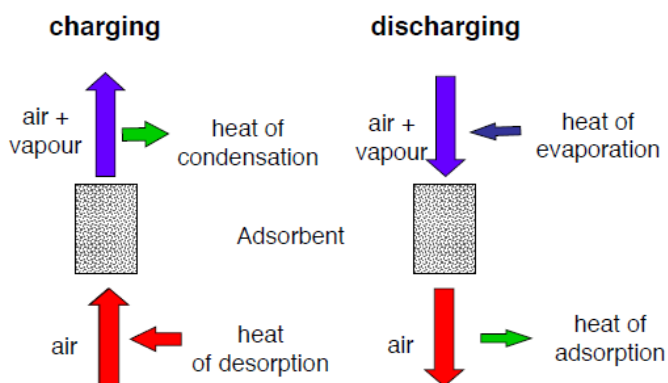 charging
discharging
air +
vapour
heat of
condensation
air +
vapour
heat of
evaporation
Adsorbent
air
heat
of desorption
air
heat of
adsorption